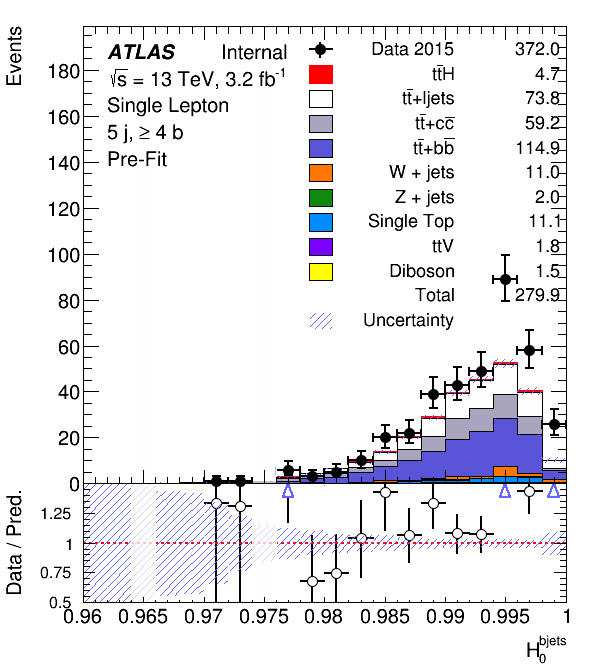 Events
ATLAS Internal
√s = 13 TeV, 3.2 fb⁻¹
Single Lepton
5 j, ≥ 4 b
Pre-Fit
Data 2015 372.0
tt̄H 4.7
tt̄+ljets 73.8
tt̄+cc̄ 59.2
tt̄+bb̄ 114.9
W + jets 11.0
Z + jets 2.0
Single Top 11.1
ttV 1.8
Diboson 1.5
Total 279.9
Uncertainty
180
160
140
120
100
80
60
40
20
0
Data / Pred.
1.25
1
0.75
0.5
0.96 0.965 0.97 0.975 0.98 0.985 0.99 0.995 1
H₀ᵇʲᵉᵗˢ